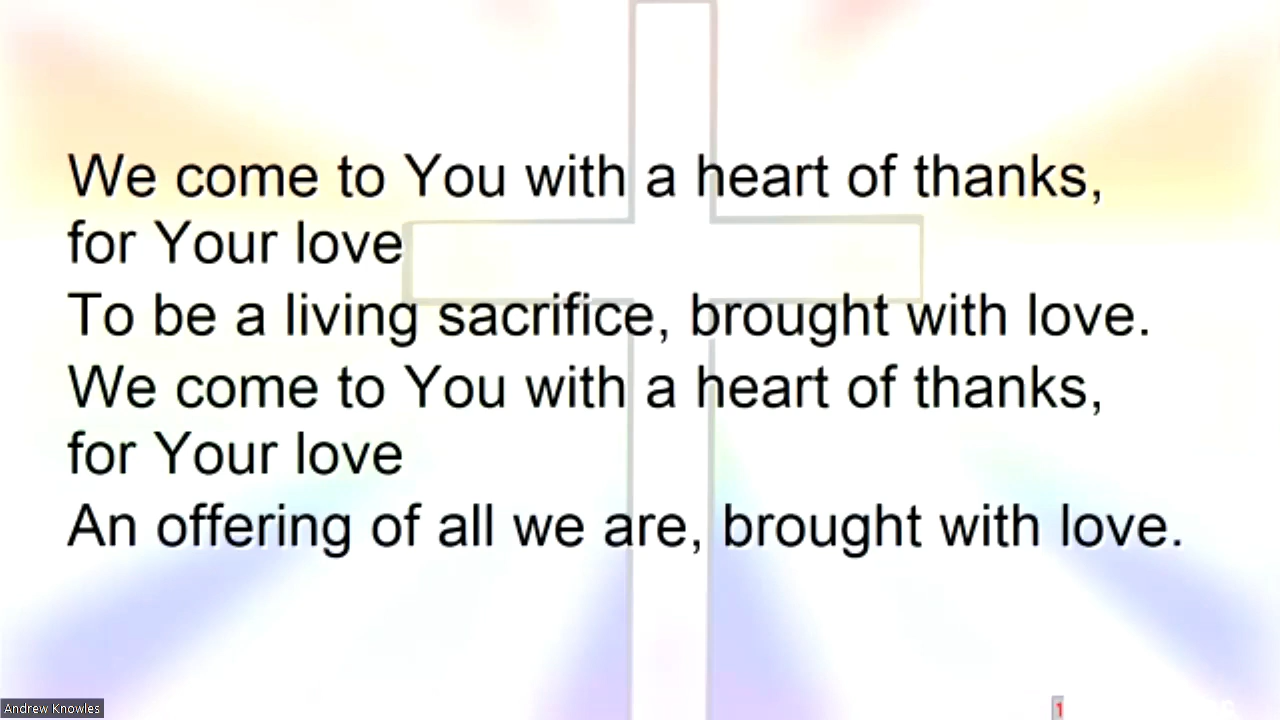 We come to You with a heart of thanks,
for Your love
To be a living sacrifice, brought with love.
We come to You with a heart of thanks,
for Your love
An offering of all we are, brought with love.
Andrew Knowles
1